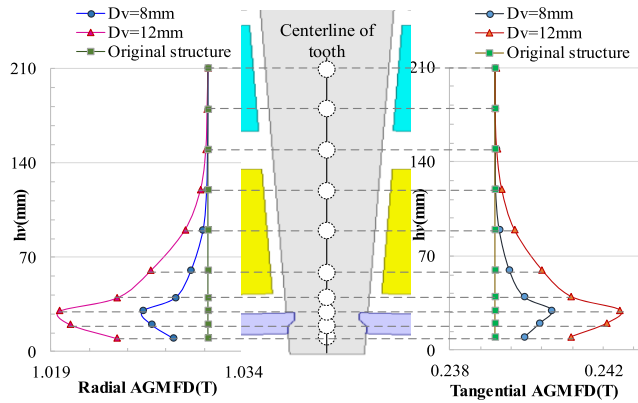 Dv=8mm
Dv=12mm
Original structure
210
140
70
0
hv(mm)
1.019
1.034
Radial AGMFD(T)
Centerline of
tooth
Dv=8mm
Dv=12mm
Original structure
210
140
70
0
hv(mm)
0.238
0.242
Tangential AGMFD(T)